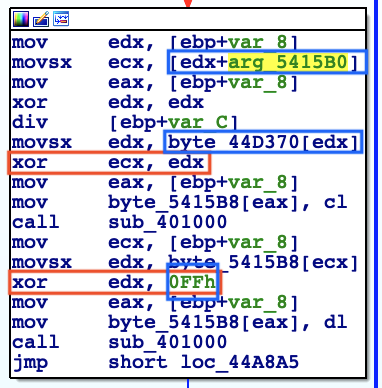 mov edx, [ebp+var_8]
movsx ecx, [edx+arg_5415B0]
mov eax, [ebp+var_8]
xor edx, edx
div [ebp+var_C]
movsx edx, byte_44D370[edx]
xor ecx, edx
mov eax, [ebp+var_8]
mov byte_5415B8[eax], cl
call sub_401000
mov ecx, [ebp+var_8]
movsx edx, byte_5415B8[ecx]
xor edx, 0FFh
mov eax, [ebp+var_8]
mov byte_5415B8[eax], dl
call sub_401000
jmp short loc_44A8A5